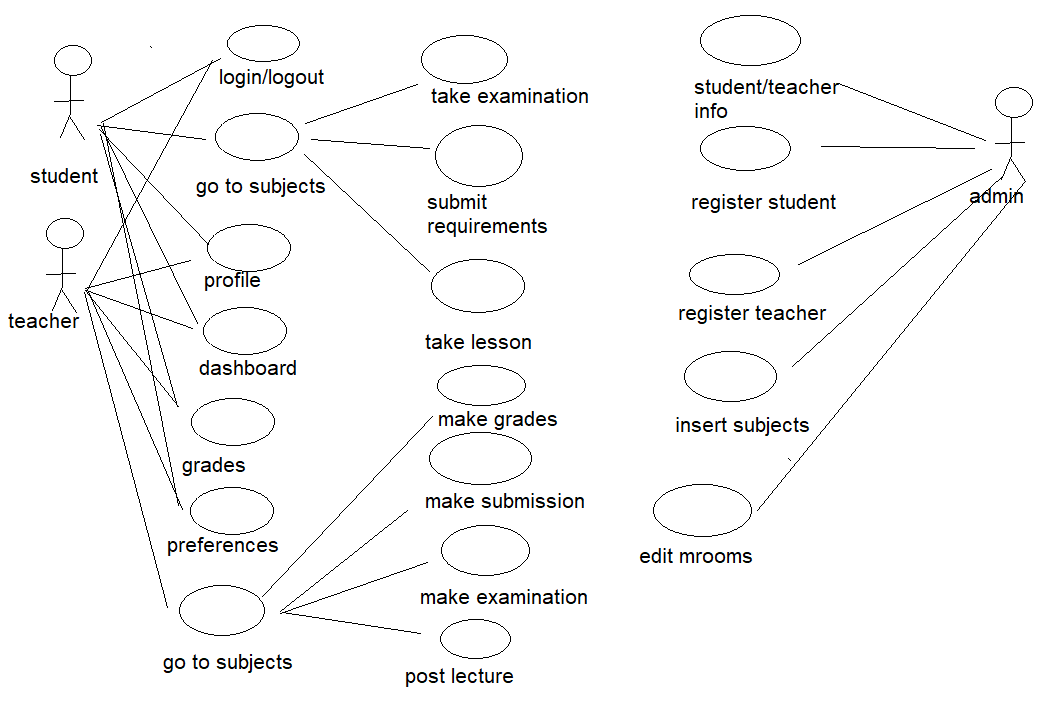 login/logout
take examination
student/teacher
info
student
go to subjects
submit
requirements
register student
admin
teacher
profile
take lesson
register teacher
dashboard
make grades
insert subjects
grades
make submission
preferences
edit mrooms
make examination
go to subjects
post lecture